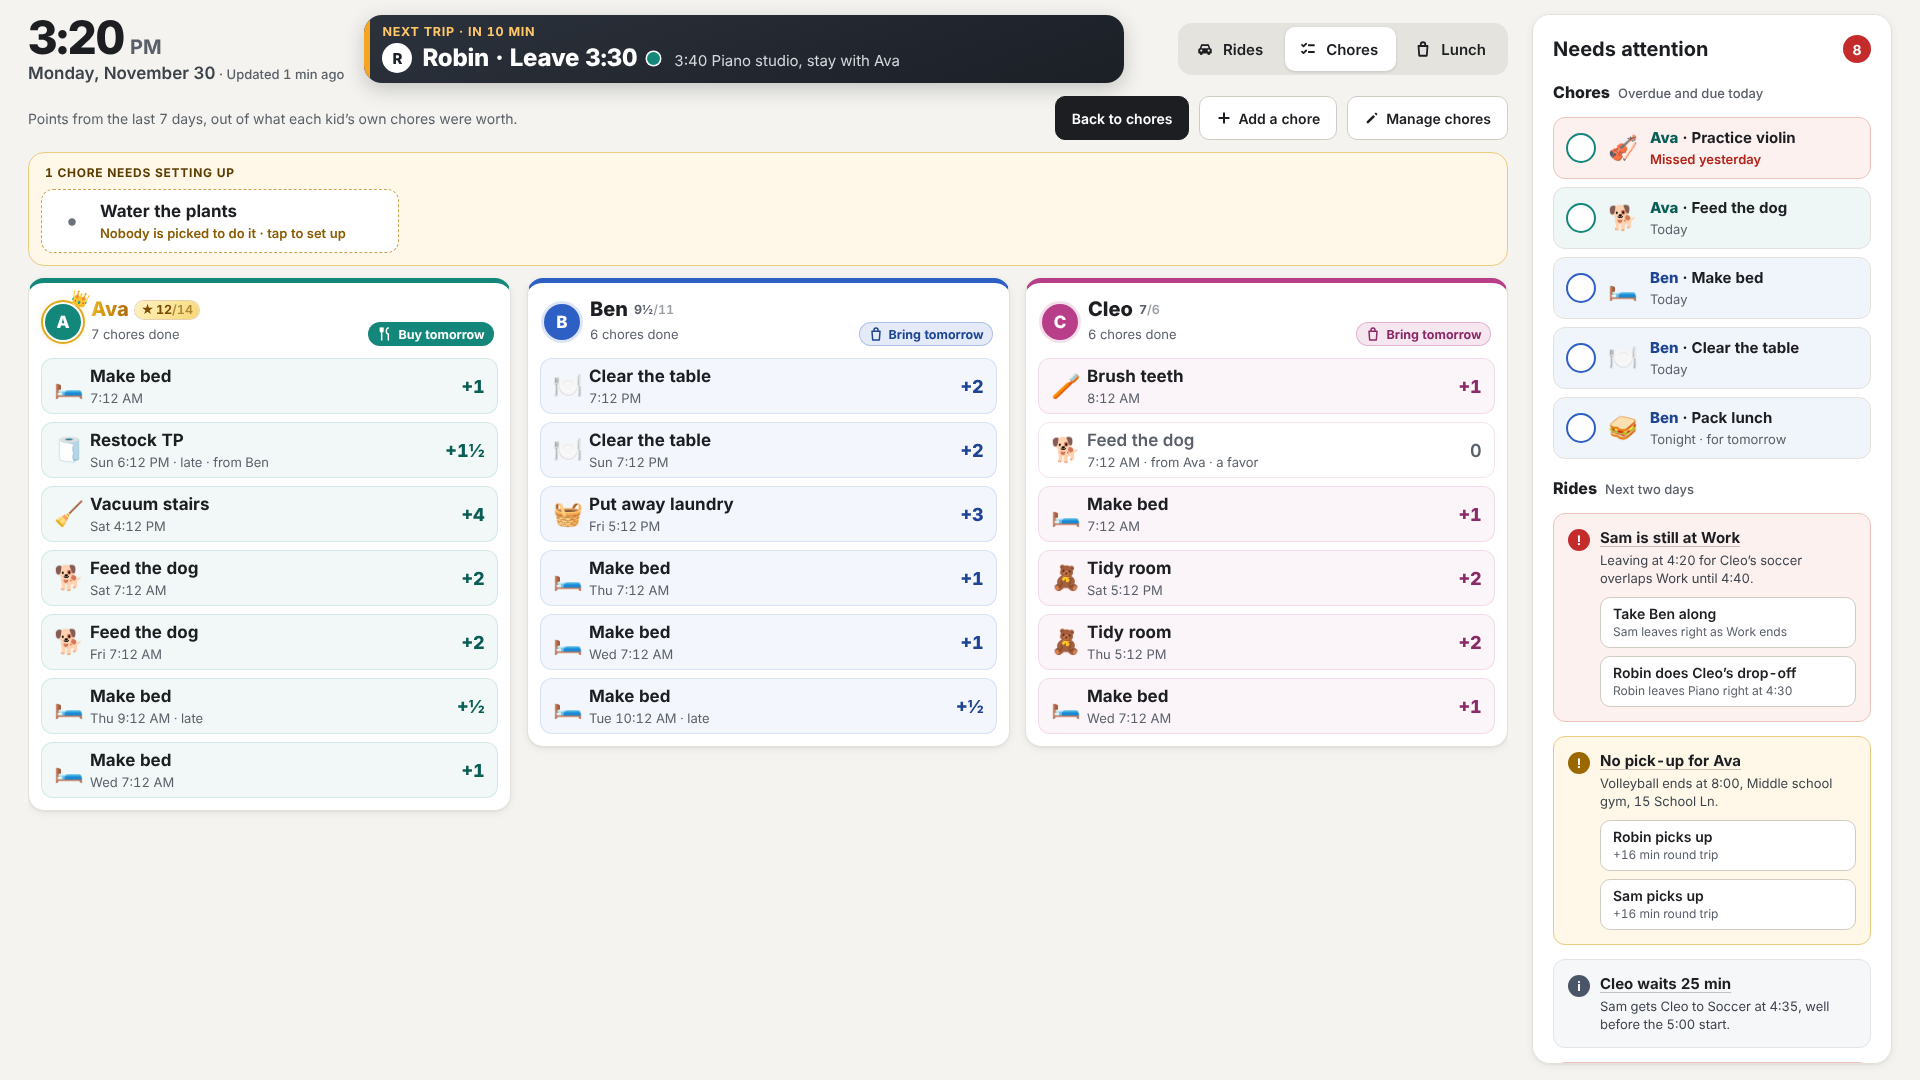 3:20 PM
Monday, November 30 · Updated 1 min ago
NEXT TRIP · IN 10 MIN
R Robin · Leave 3:30 3:40 Piano studio, stay with Ava
Rides
Chores
Lunch
Points from the last 7 days, out of what each kid’s own chores were worth.
Back to chores
+ Add a chore
Manage chores
1 CHORE NEEDS SETTING UP
Water the plants
Nobody is picked to do it · tap to set up
A
Ava ★ 12/14
7 chores done
Buy tomorrow
Make bed
7:12 AM
+1
Restock TP
Sun 6:12 PM · late · from Ben
+1½
Vacuum stairs
Sat 4:12 PM
+4
Feed the dog
Sat 7:12 AM
+2
Feed the dog
Fri 7:12 AM
+2
Make bed
Thu 9:12 AM · late
+½
Make bed
Wed 7:12 AM
+1
B
Ben 9½/11
6 chores done
Bring tomorrow
Clear the table
7:12 PM
+2
Clear the table
Sun 7:12 PM
+2
Put away laundry
Fri 5:12 PM
+3
Make bed
Thu 7:12 AM
+1
Make bed
Wed 7:12 AM
+1
Make bed
Tue 10:12 AM · late
+½
C
Cleo 7/6
6 chores done
Bring tomorrow
Brush teeth
8:12 AM
+1
Feed the dog
7:12 AM · from Ava · a favor
0
Make bed
7:12 AM
+1
Tidy room
Sat 5:12 PM
+2
Tidy room
Thu 5:12 PM
+2
Make bed
Wed 7:12 AM
+1
Needs attention
8
Chores Overdue and due today
Ava · Practice violin
Missed yesterday
Ava · Feed the dog
Today
Ben · Make bed
Today
Ben · Clear the table
Today
Ben · Pack lunch
Tonight · for tomorrow
Rides Next two days
! Sam is still at Work
Leaving at 4:20 for Cleo’s soccer
overlaps Work until 4:40.
Take Ben along
Sam leaves right as Work ends
Robin does Cleo’s drop-off
Robin leaves Piano right at 4:30
! No pick-up for Ava
Volleyball ends at 8:00, Middle school
gym, 15 School Ln.
Robin picks up
+16 min round trip
Sam picks up
+16 min round trip
i Cleo waits 25 min
Sam gets Cleo to Soccer at 4:35, well
before the 5:00 start.